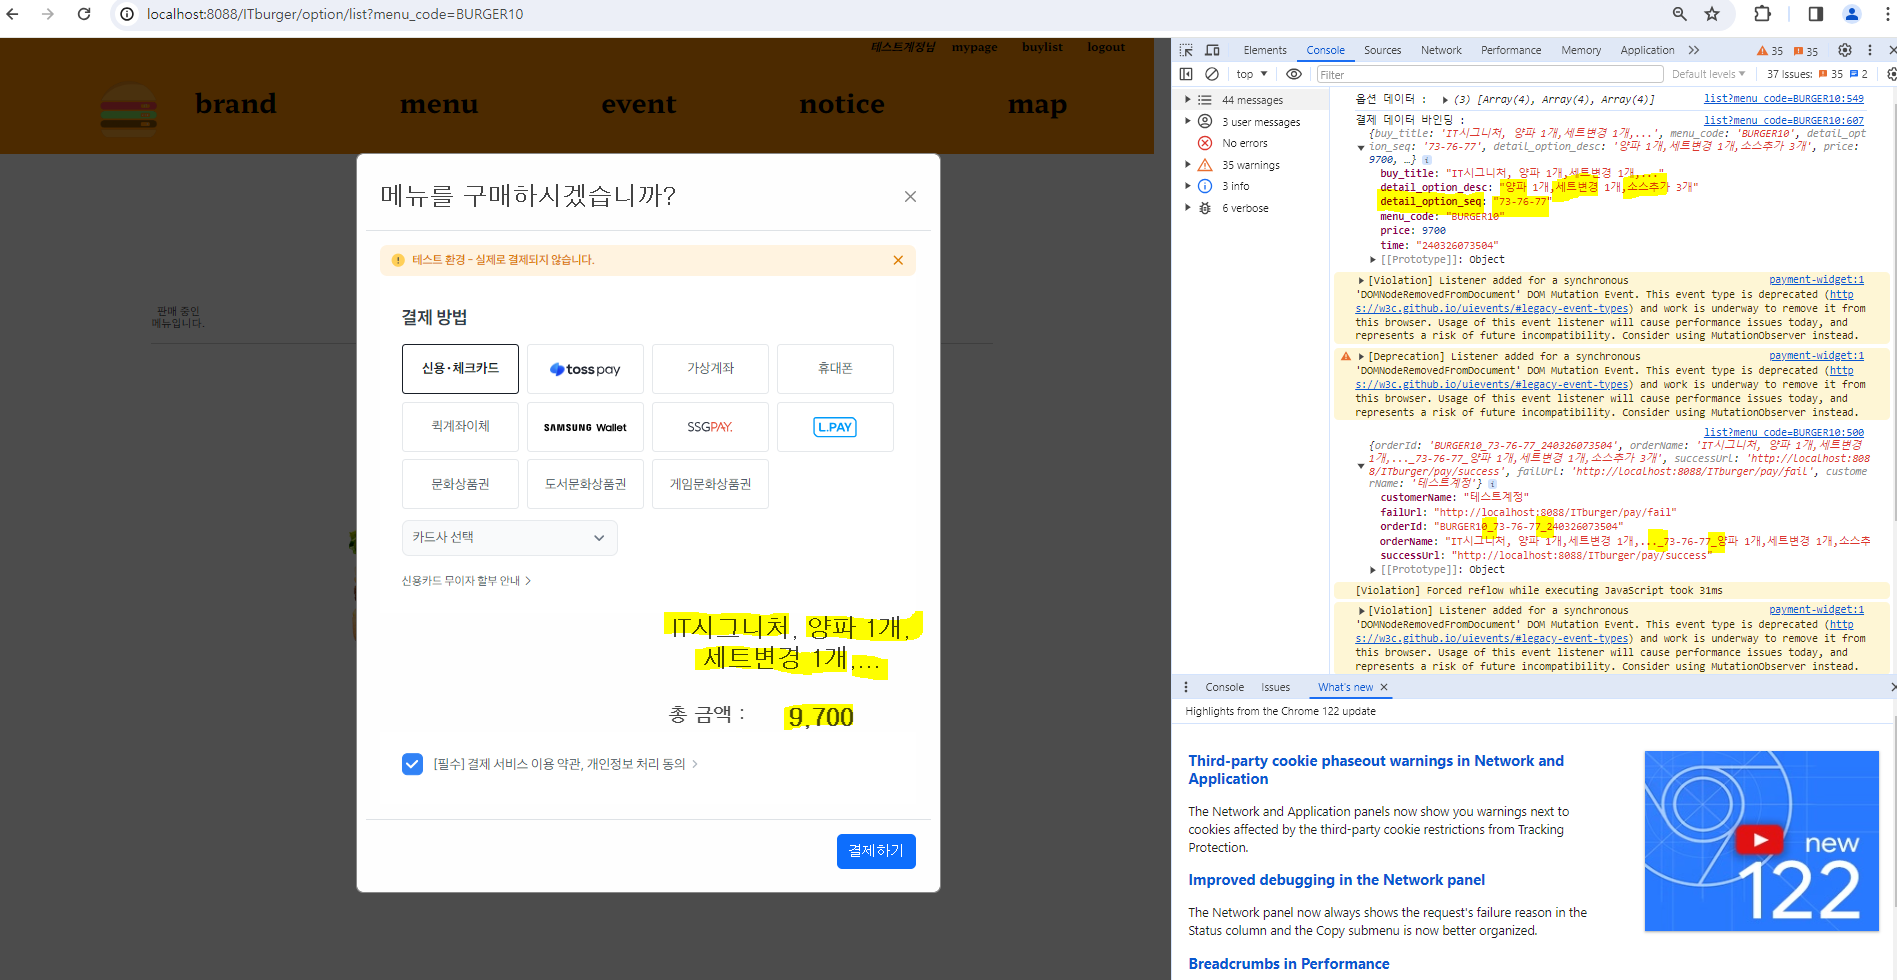 localhost:8088/ITburger/option/list?menu_code=BURGER10
테스트계정님 mypage buylist logout
brand menu event notice map
판매 중인
메뉴입니다.
메뉴를 구매하시겠습니까?
테스트 환경 - 실제로 결제되지 않습니다.
결제 방법
신용·체크카드 toss pay 가상계좌 휴대폰
퀵계좌이체 SAMSUNG Wallet SSGPAY. L.PAY
문화상품권 도서문화상품권 게임문화상품권
카드사 선택
신용카드 무이자 할부 안내 >
IT시그니처, 양파 1개,
세트변경 1개,...
총 금액 : 9,700
[필수] 결제 서비스 이용 약관, 개인정보 처리 동의 >
결제하기
Elements Console Sources Network Performance Memory Application 35 35
top Filter Default levels 37 Issues: 35 2
44 messages
3 user messages
No errors
35 warnings
3 info
6 verbose
옵션 데이터 : (3) [Array(4), Array(4), Array(4)] list?menu_code=BURGER10:549
결제 데이터 바인딩 : list?menu_code=BURGER10:607
{buy_title: 'IT시그니처, 양파 1개,세트변경 1개,...', menu_code: 'BURGER10', detail_opt
ion_seq: '73-76-77', detail_option_desc: '양파 1개,세트변경 1개,소스추가 3개', price:
9700, …}
buy_title: "IT시그니처, 양파 1개,세트변경 1개,..."
detail_option_desc: "양파 1개,세트변경 1개,소스추가 3개"
detail_option_seq: "73-76-77"
menu_code: "BURGER10"
price: 9700
time: "240326073504"
[[Prototype]]: Object
[Violation] Listener added for a synchronous payment-widget:1
'DOMNodeRemovedFromDocument' DOM Mutation Event. This event type is deprecated (http
s://w3c.github.io/uievents/#legacy-event-types) and work is underway to remove it from
this browser. Usage of this event listener will cause performance issues today, and
represents a risk of future incompatibility. Consider using MutationObserver instead.
[Deprecation] Listener added for a synchronous payment-widget:1
'DOMNodeRemovedFromDocument' DOM Mutation Event. This event type is deprecated (http
s://w3c.github.io/uievents/#legacy-event-types) and work is underway to remove it from
this browser. Usage of this event listener will cause performance issues today, and
represents a risk of future incompatibility. Consider using MutationObserver instead.
list?menu_code=BURGER10:500
{orderId: 'BURGER10_73-76-77_240326073504', orderName: 'IT시그니처, 양파 1개,세트변경
1개,..._73-76-77_양파 1개,세트변경 1개,소스추가 3개', successUrl: 'http://localhost:808
8/ITburger/pay/success', failUrl: 'http://localhost:8088/ITburger/pay/fail', custome
rName: '테스트계정'}
customerName: "테스트계정"
failUrl: "http://localhost:8088/ITburger/pay/fail"
orderId: "BURGER10_73-76-77_240326073504"
orderName: "IT시그니처, 양파 1개,세트변경 1개,..._73-76-77_양파 1개,세트변경 1개,소스추
successUrl: "http://localhost:8088/ITburger/pay/success"
[[Prototype]]: Object
[Violation] Forced reflow while executing JavaScript took 31ms
[Violation] Listener added for a synchronous payment-widget:1
'DOMNodeRemovedFromDocument' DOM Mutation Event. This event type is deprecated (http
s://w3c.github.io/uievents/#legacy-event-types) and work is underway to remove it from
this browser. Usage of this event listener will cause performance issues today, and
represents a risk of future incompatibility. Consider using MutationObserver instead.
Console Issues What's new
Highlights from the Chrome 122 update
Third-party cookie phaseout warnings in Network and
Application
The Network and Application panels now show you warnings next to
cookies affected by the third-party cookie restrictions from Tracking
Protection.
Improved debugging in the Network panel
The Network panel now always shows the request's failure reason in the
Status column and the Copy submenu is now better organized.
Breadcrumbs in Performance
new
122